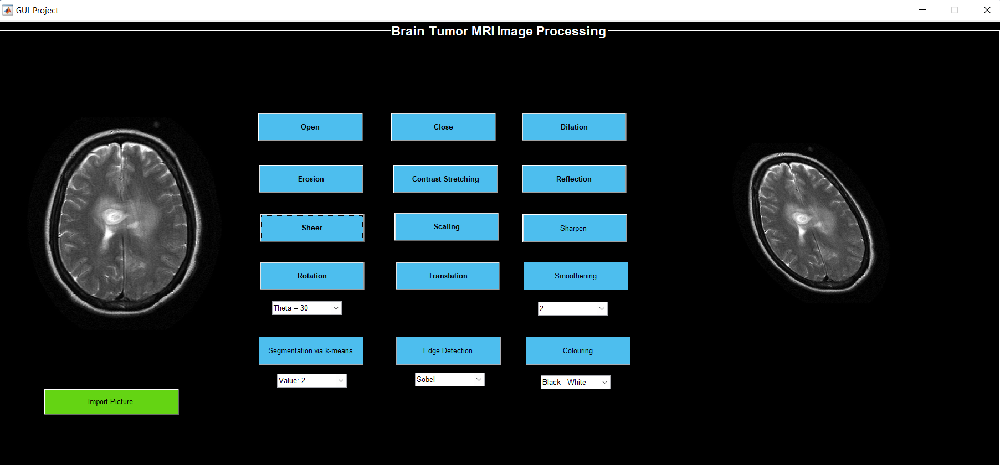 GUI_Project
Brain Tumor MRI Image Processing
Open
Close
Dilation
Erosion
Contrast Stretching
Reflection
Sheer
Scaling
Sharpen
Rotation
Translation
Smoothening
Theta = 30
2
Segmentation via k-means
Edge Detection
Colouring
Value: 2
Sobel
Black - White
Import Picture